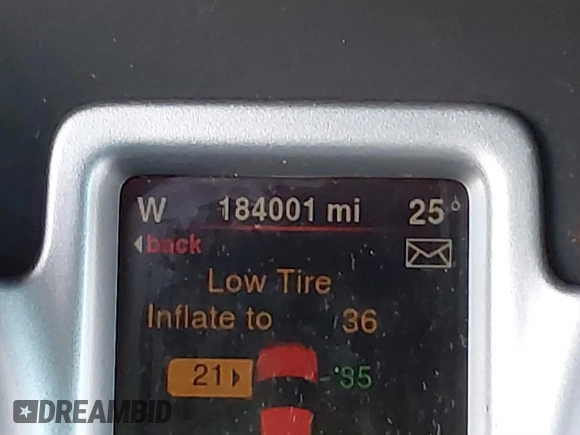 W 184001 mi 25°
back
Low Tire
Inflate to 36
21 35
DREAMBID